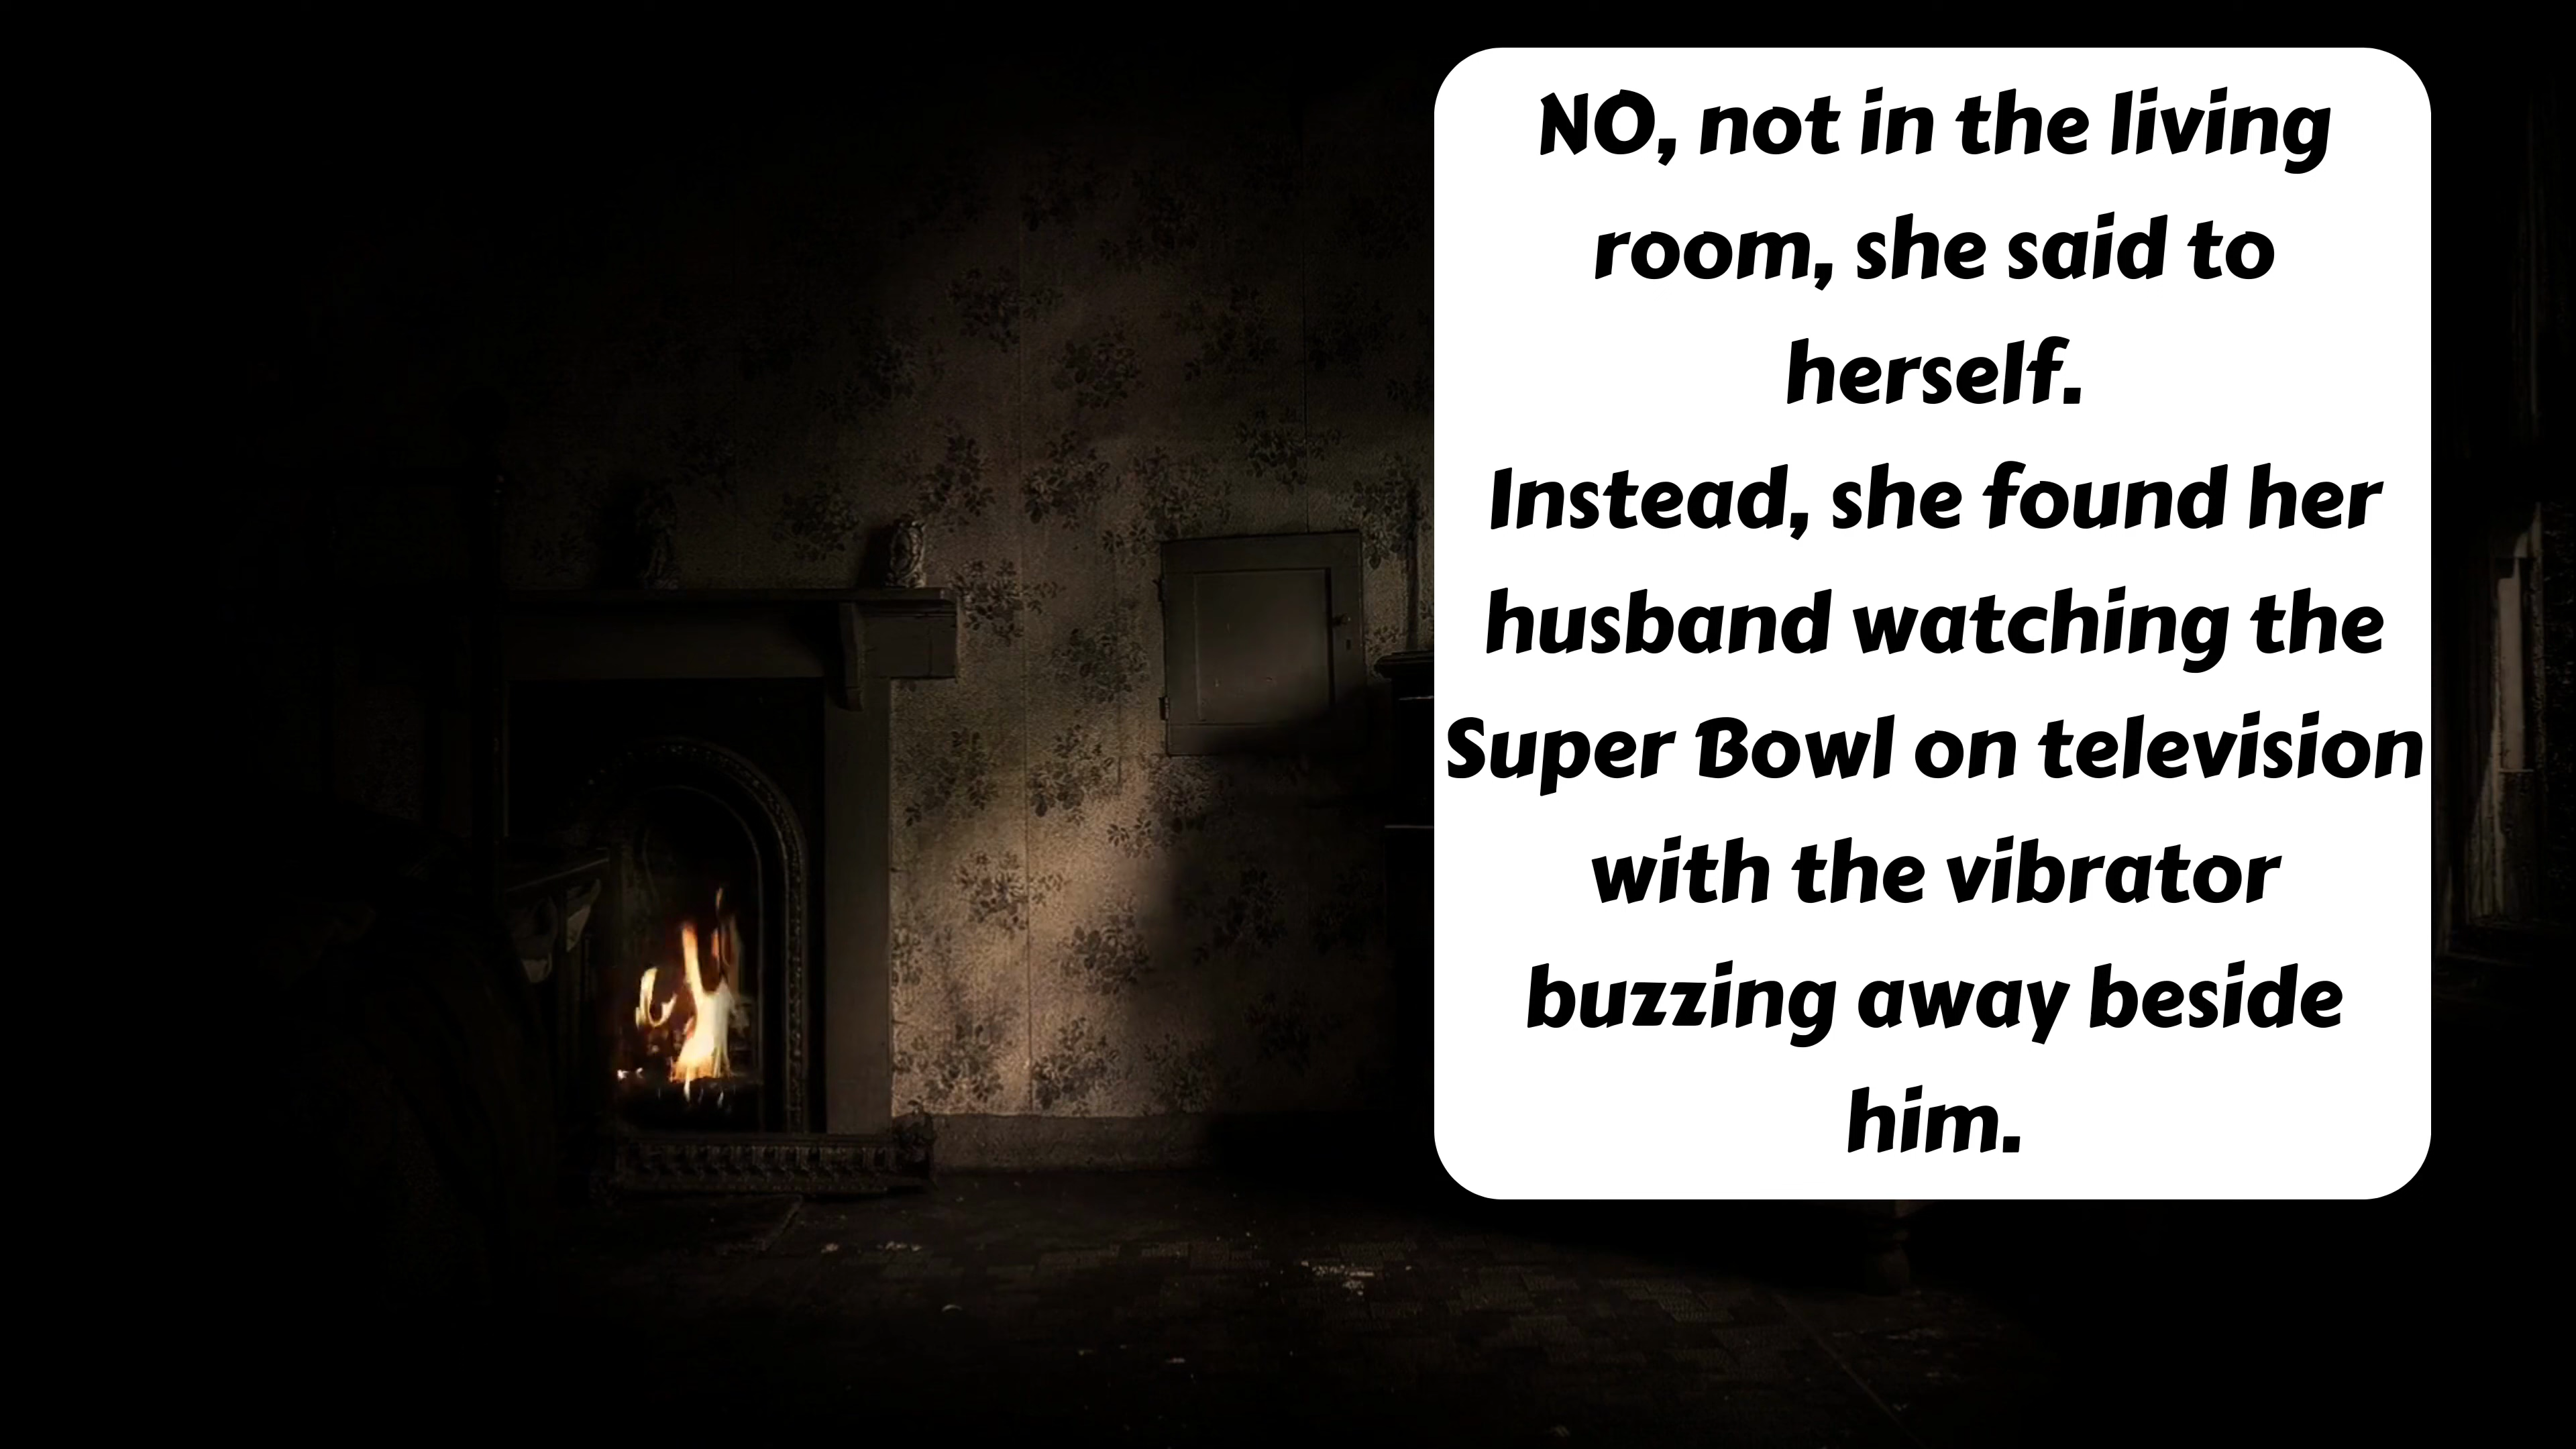 NO, not in the living
room, she said to
herself.
Instead, she found her
husband watching the
Super Bowl on television
with the vibrator
buzzing away beside
him.